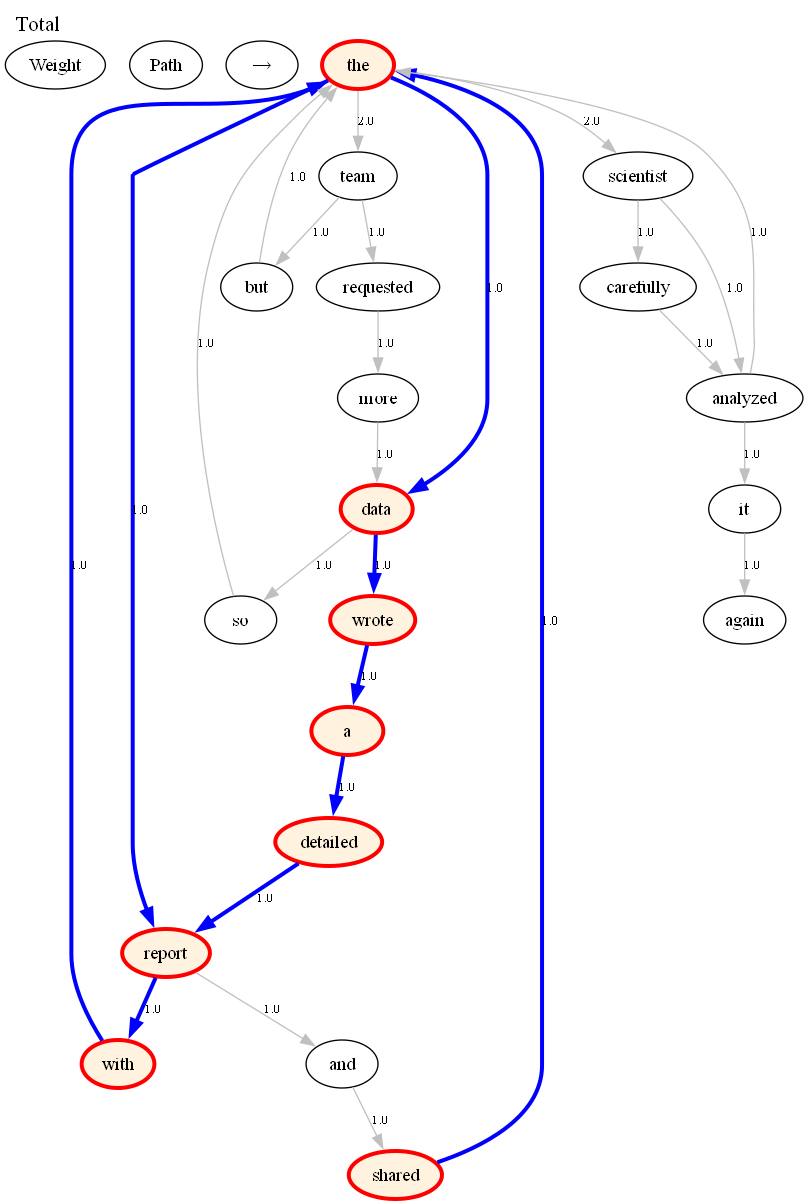 Total
Weight Path → the
2.0 2.0
team scientist
1.0
1.0 1.0 1.0 1.0
but requested 1.0 carefully 1.0
1.0 1.0 1.0
more analyzed
1.0 1.0
1.0 data it
1.0 1.0 1.0 1.0
so wrote 1.0 again
1.0
a
1.0
detailed
1.0
report
1.0 1.0
with and
1.0
shared